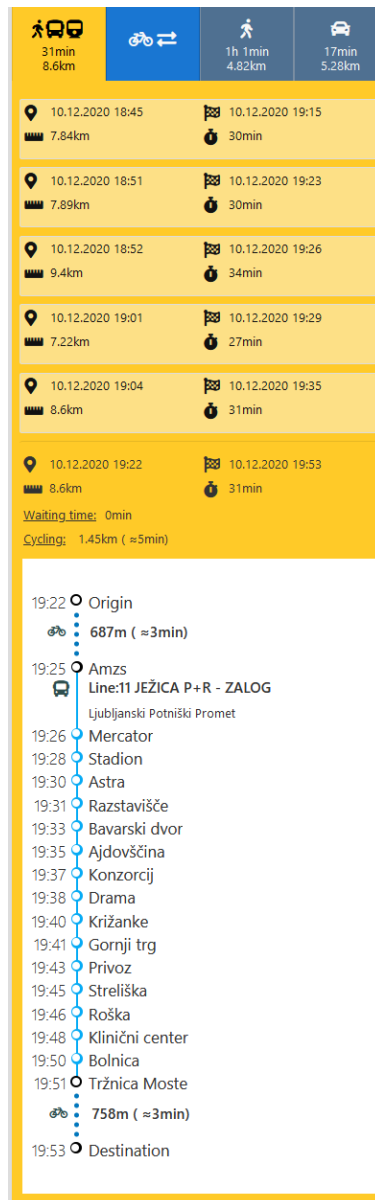 31min 1h 1min 17min
8.6km 4.82km 5.28km
10.12.2020 18:45 10.12.2020 19:15
7.84km 30min
10.12.2020 18:51 10.12.2020 19:23
7.89km 30min
10.12.2020 18:52 10.12.2020 19:26
9.4km 34min
10.12.2020 19:01 10.12.2020 19:29
7.22km 27min
10.12.2020 19:04 10.12.2020 19:35
8.6km 31min
10.12.2020 19:22 10.12.2020 19:53
8.6km 31min
Waiting time: 0min
Cycling: 1.45km ( ≈5min)
19:22 Origin
687m ( ≈3min)
19:25 Amzs
Line:11 JEŽICA P+R - ZALOG
Ljubljanski Potniški Promet
19:26 Mercator
19:28 Stadion
19:30 Astra
19:31 Razstavišče
19:33 Bavarski dvor
19:35 Ajdovščina
19:37 Konzorcij
19:38 Drama
19:40 Križanke
19:41 Gornji trg
19:43 Privoz
19:45 Streliška
19:46 Roška
19:48 Klinični center
19:50 Bolnica
19:51 Tržnica Moste
758m ( ≈3min)
19:53 Destination